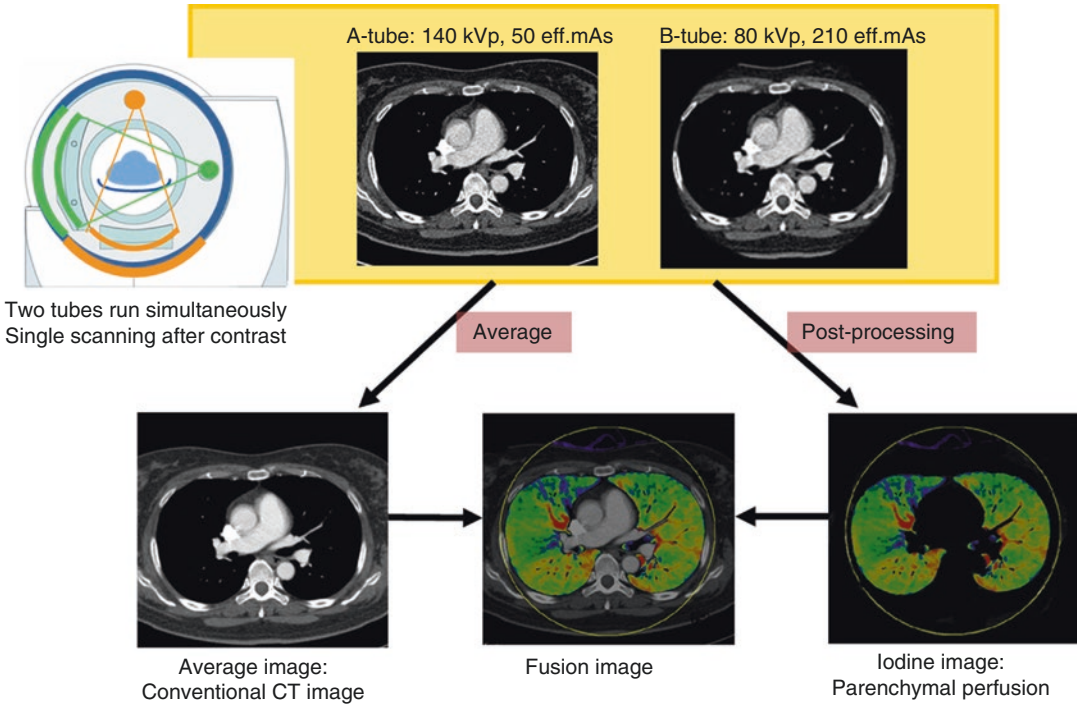 A-tube: 140 kVp, 50 eff.mAs
B-tube: 80 kVp, 210 eff.mAs
Two tubes run simultaneously
Single scanning after contrast
Average
Post-processing
Average image:
Conventional CT image
Fusion image
Iodine image:
Parenchymal perfusion